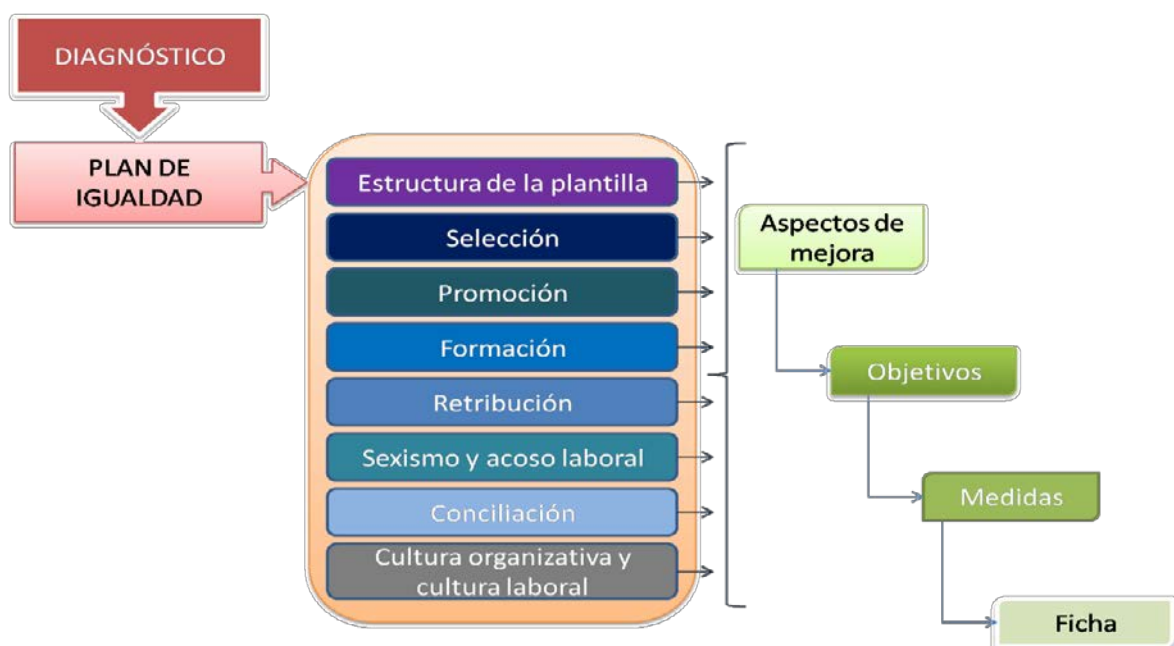 DIAGNÓSTICO
PLAN DE
IGUALDAD
Estructura de la plantilla
Selección
Promoción
Formación
Retribución
Sexismo y acoso laboral
Conciliación
Cultura organizativa y
cultura laboral
Aspectos de
mejora
Objetivos
Medidas
Ficha